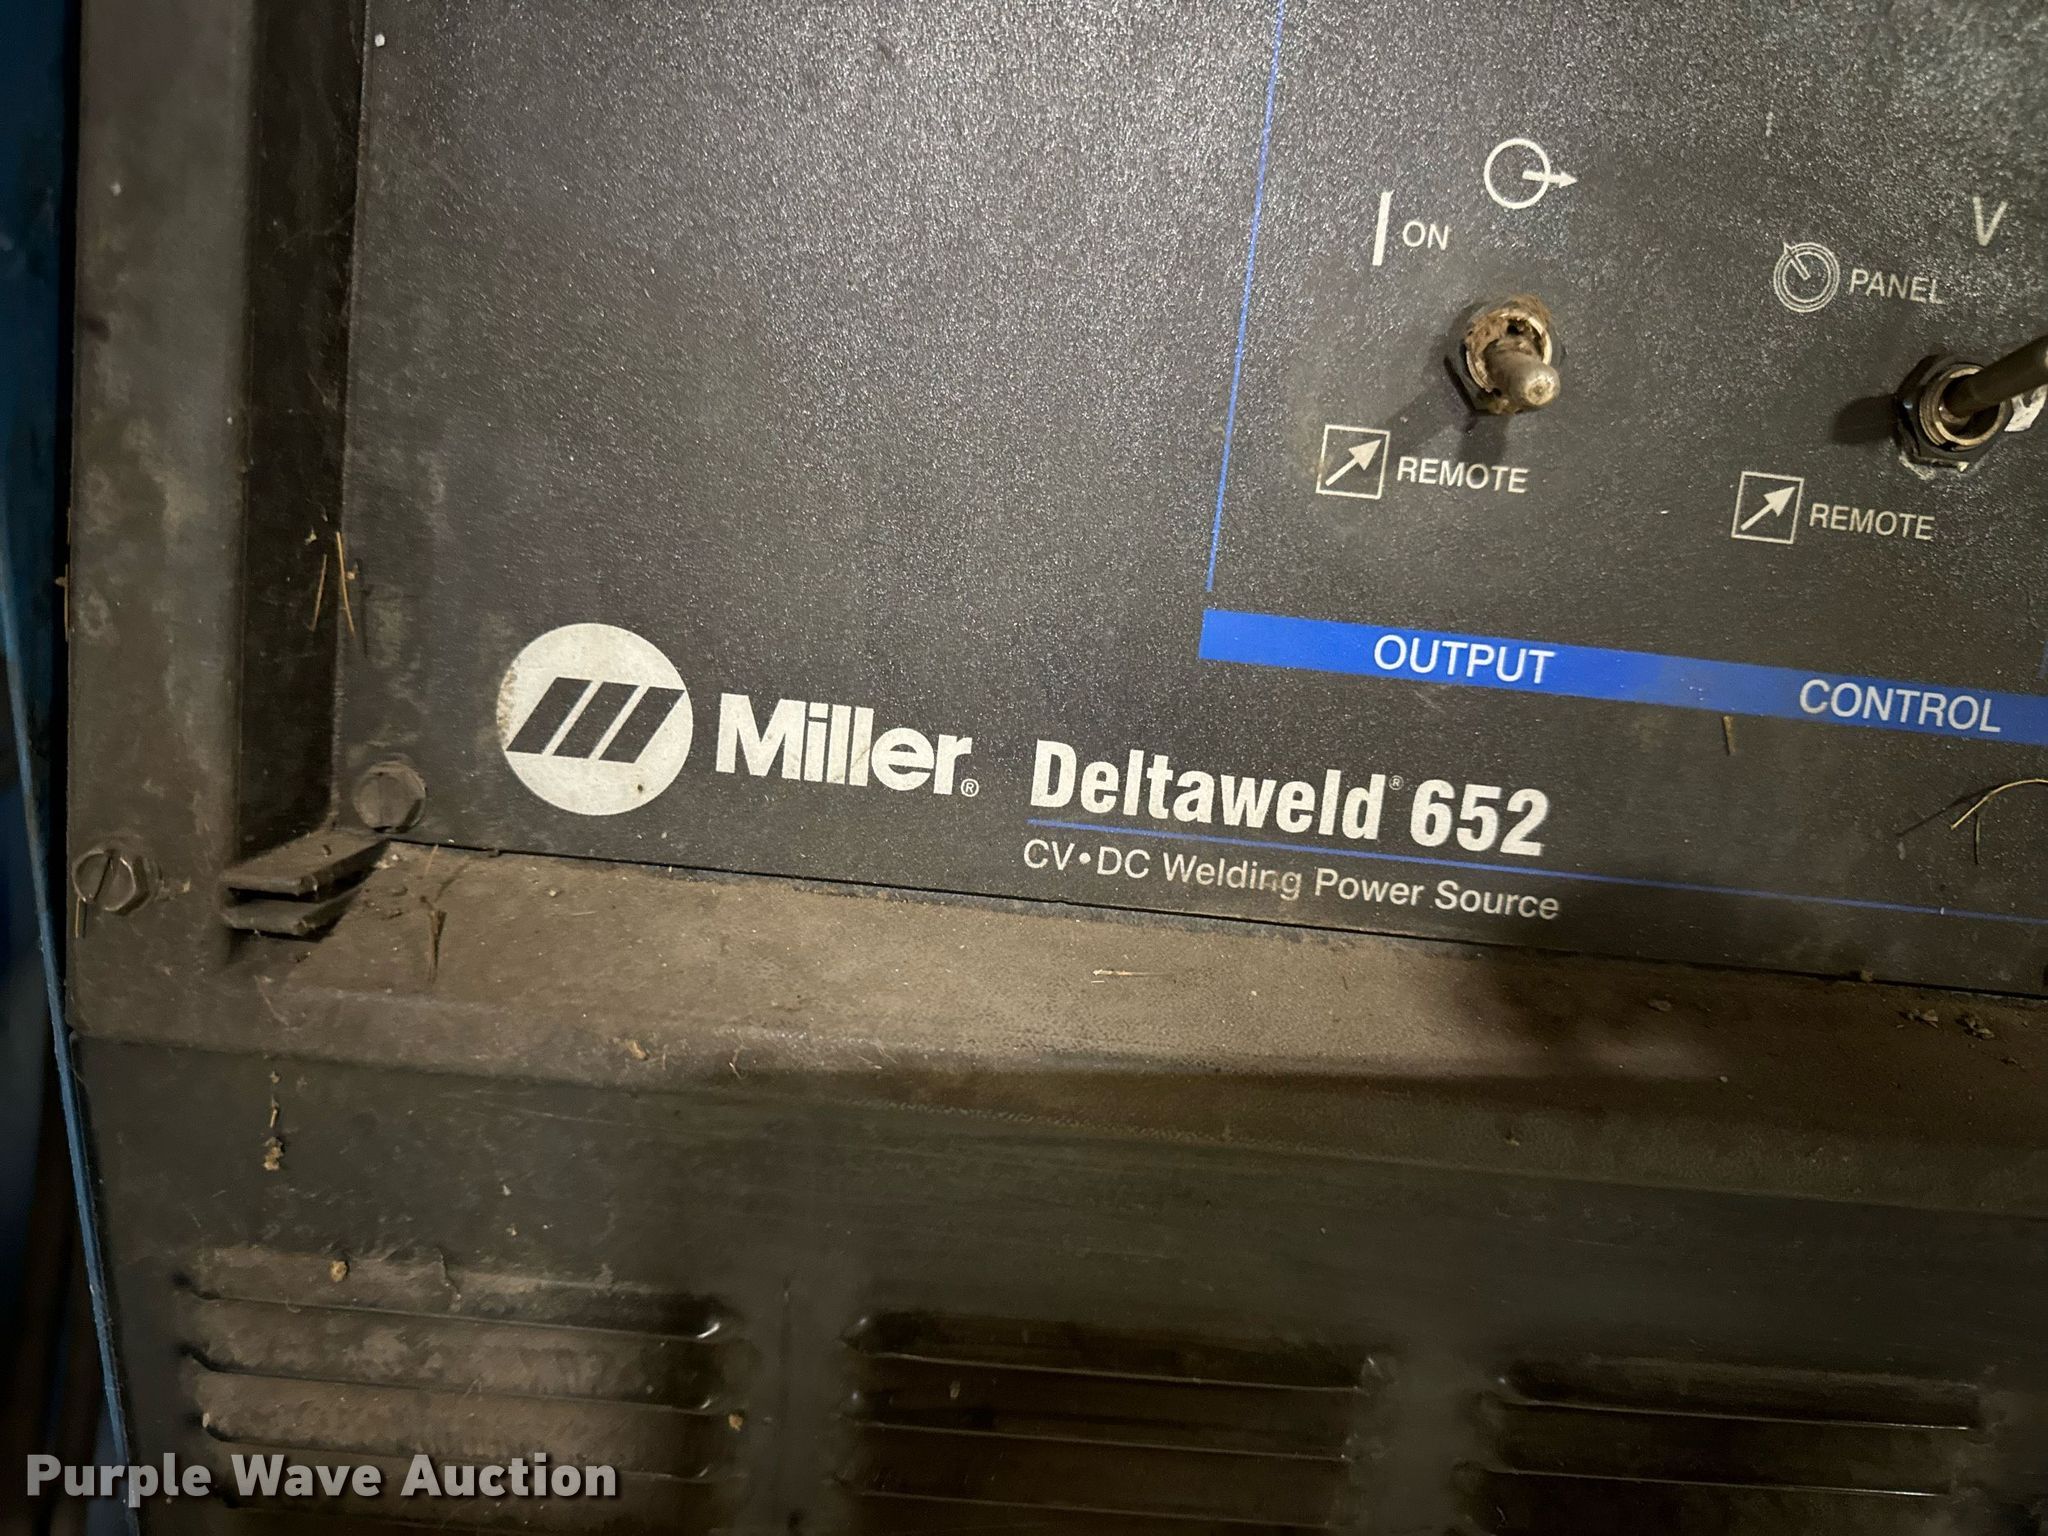 ON
V
PANEL
REMOTE
REMOTE
OUTPUT
CONTROL
Miller®
Deltaweld® 652
CV•DC Welding Power Source
Purple Wave Auction